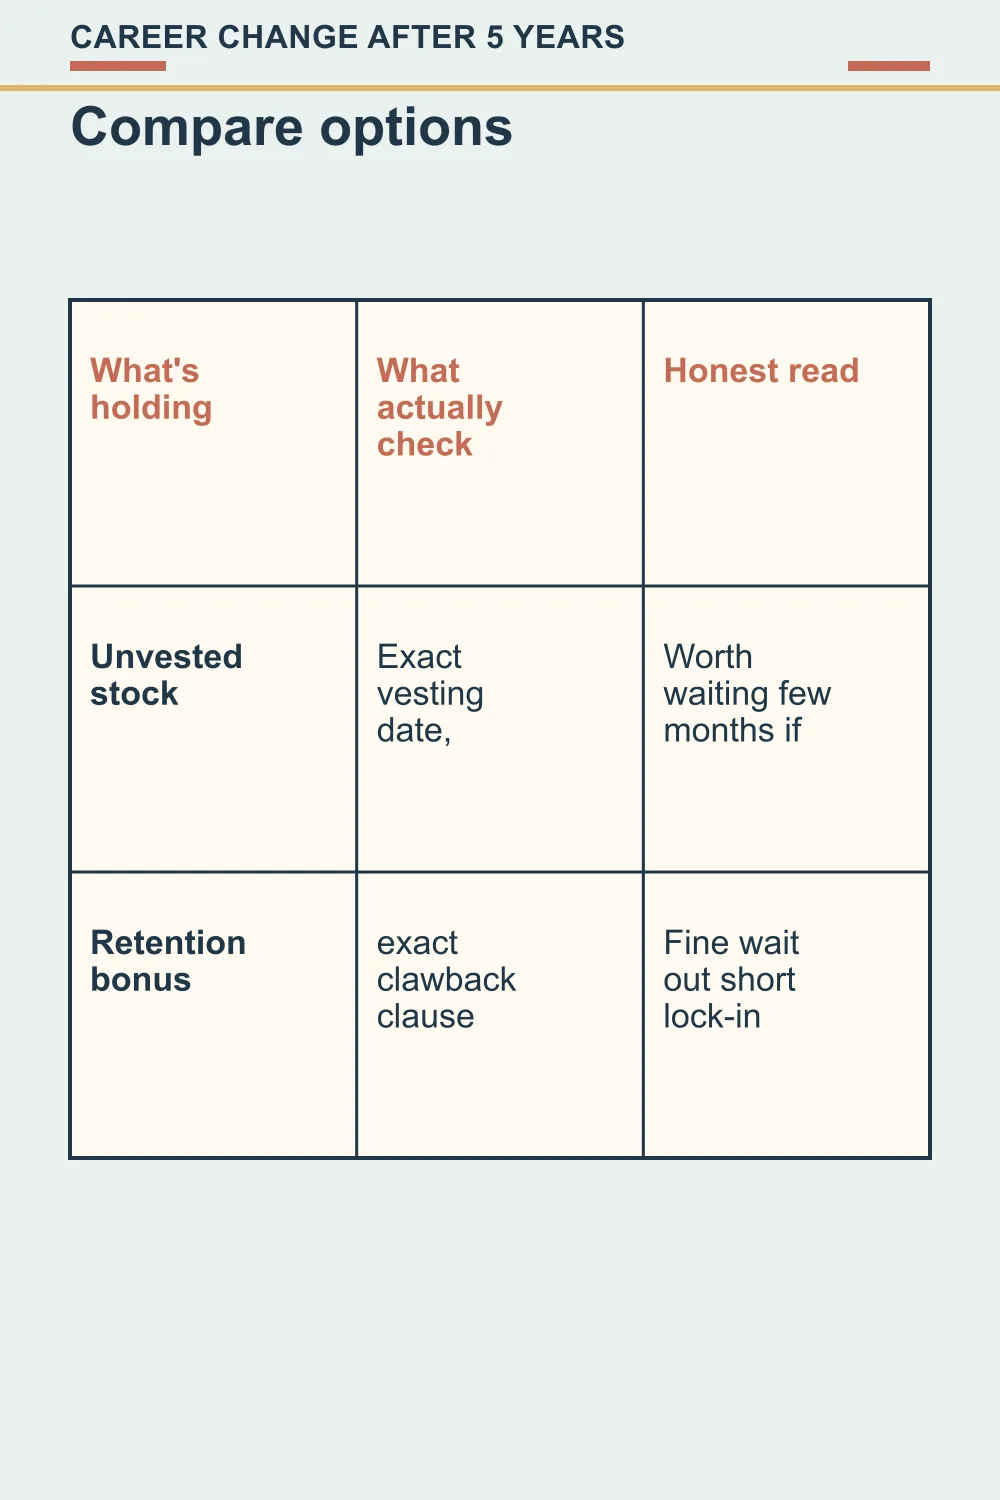 CAREER CHANGE AFTER 5 YEARS
Compare options
What's
holding
What
actually
check
Honest read
Unvested
stock
Exact
vesting
date,
Worth
waiting few
months if
Retention
bonus
exact
clawback
clause
Fine wait
out short
lock-in